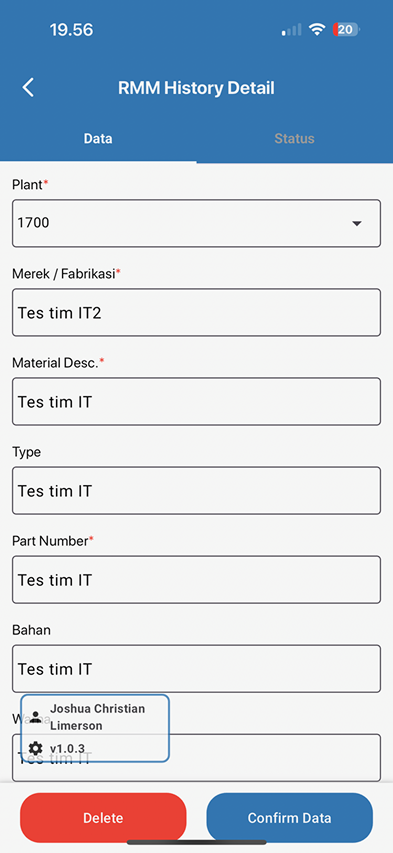 19.56
20
RMM History Detail
Data
Status
Plant*
1700
Merek / Fabrikasi*
Tes tim IT2
Material Desc.*
Tes tim IT
Type
Tes tim IT
Part Number*
Tes tim IT
Bahan
Tes tim IT
Warna
Joshua Christian
Limerson
v1.0.3
Tes tim IT
Delete
Confirm Data